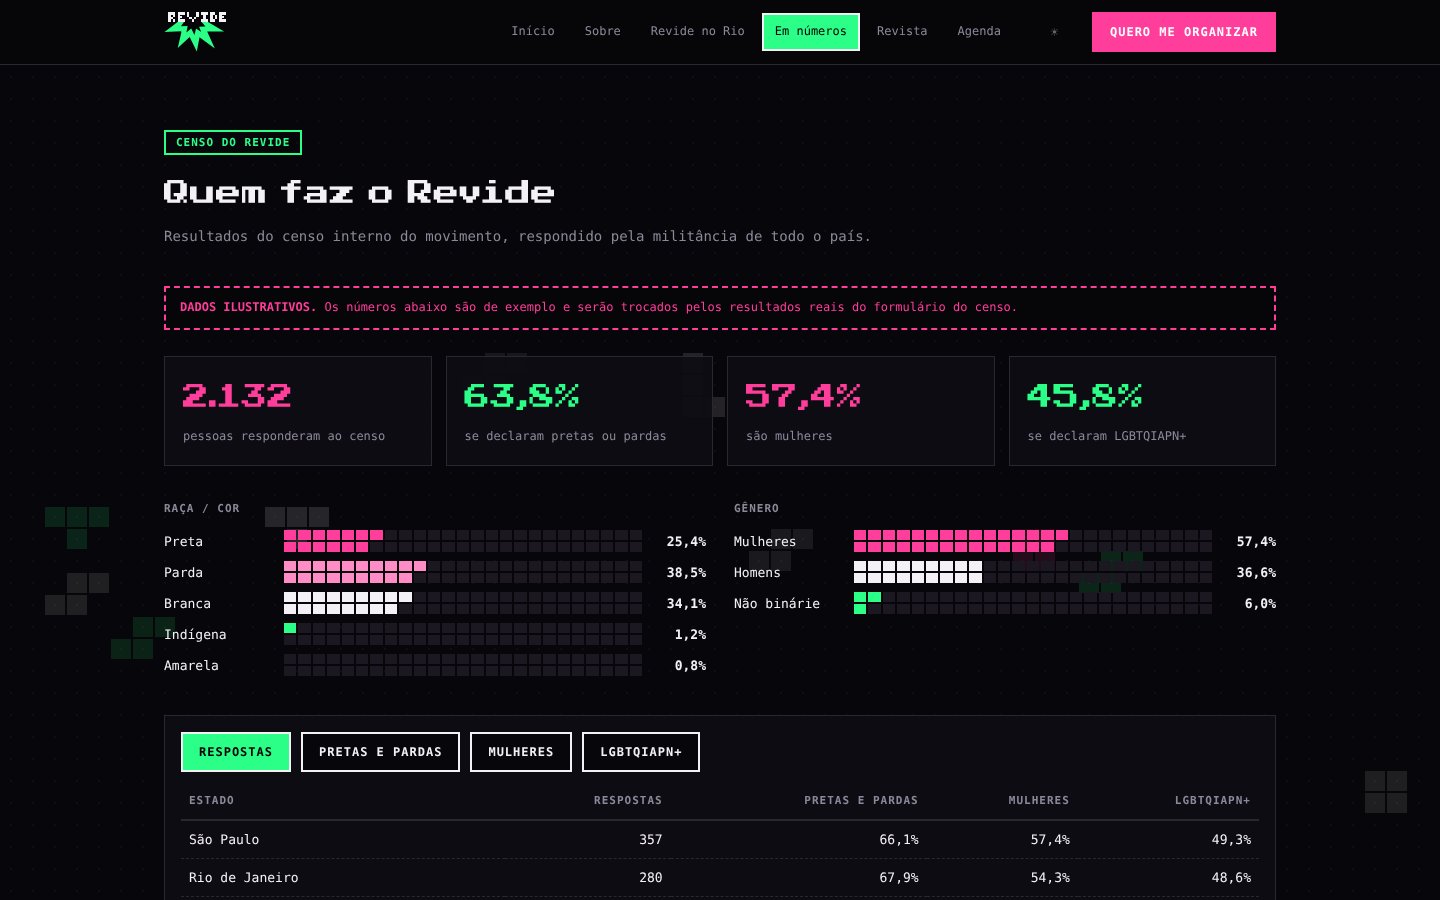 REVIDE
Início Sobre Revide no Rio Em números Revista Agenda QUERO ME ORGANIZAR
CENSO DO REVIDE
Quem faz o Revide
Resultados do censo interno do movimento, respondido pela militância de todo o país.
DADOS ILUSTRATIVOS. Os números abaixo são de exemplo e serão trocados pelos resultados reais do formulário do censo.
2.132
pessoas responderam ao censo
63,8%
se declaram pretas ou pardas
57,4%
são mulheres
45,8%
se declaram LGBTQIAPN+
RAÇA / COR
Preta 25,4%
Parda 38,5%
Branca 34,1%
Indígena 1,2%
Amarela 0,8%
GÊNERO
Mulheres 57,4%
Homens 36,6%
Não binárie 6,0%
RESPOSTAS PRETAS E PARDAS MULHERES LGBTQIAPN+
ESTADO RESPOSTAS PRETAS E PARDAS MULHERES LGBTQIAPN+
São Paulo 357 66,1% 57,4% 49,3%
Rio de Janeiro 280 67,9% 54,3% 48,6%